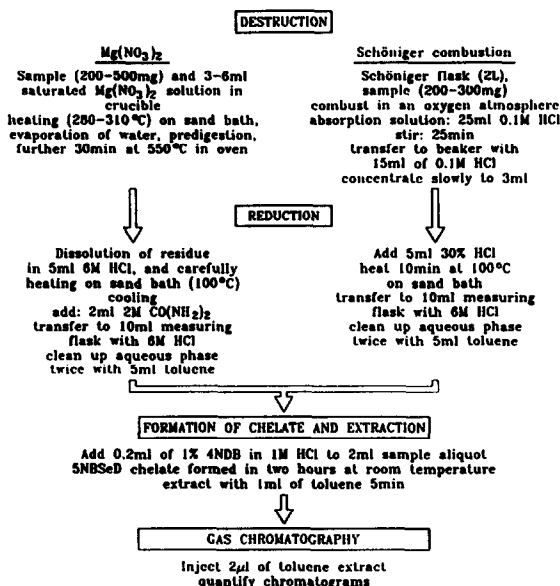 DESTRUCTION
Mg(NO3)2
Sample (200-500mg) and 3-6ml
saturated Mg(NO3)2 solution in
crucible
heating (280-310°C) on sand bath,
evaporation of water, predigestion,
further 30min at 550°C in oven
Schöniger combustion
Schöniger flask (2L),
sample (200-300mg)
combust in an oxygen atmosphere
absorption solution: 25ml 0.1M HCl
stir: 25min
transfer to beaker with
15ml of 0.1M HCl
concentrate slowly to 3ml
REDUCTION
Dissolution of residue
in 5ml 6M HCl, and carefully
heating on sand bath (100°C)
cooling
add: 2ml 2M CO(NH2)2
transfer to 10ml measuring
flask with 6M HCl
clean up aqueous phase
twice with 5ml toluene
Add 5ml 30% HCl
heat 10min at 100°C
on sand bath
transfer to 10ml measuring
flask with 6M HCl
clean up aqueous phase
twice with 5ml toluene
FORMATION OF CHELATE AND EXTRACTION
Add 0.2ml of 1% 4NDB in 1M HCl to 2ml sample aliquot
5NBSeD chelate formed in two hours at room temperature
extract with 1ml of toluene 5min
GAS CHROMATOGRAPHY
Inject 2µl of toluene extract
quantify chromatograms